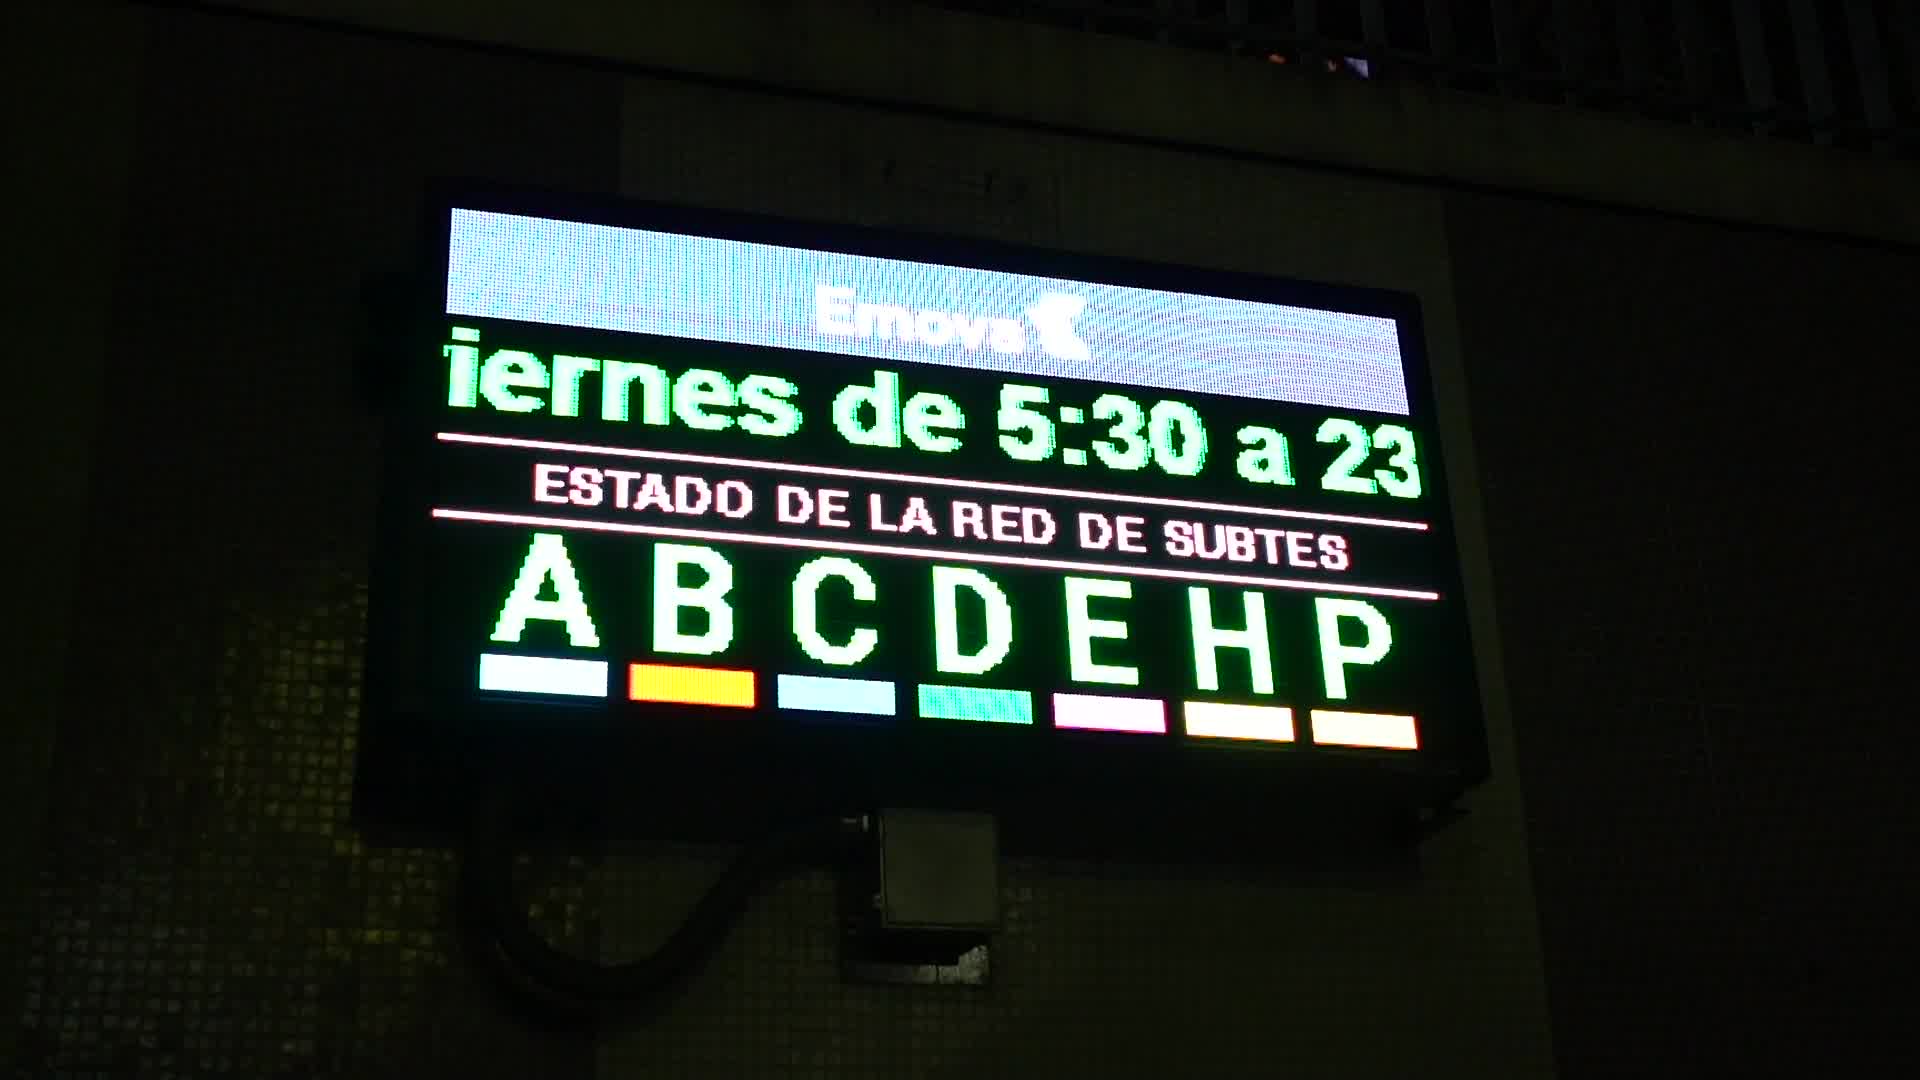 Emova
iernes de 5:30 a 23
ESTADO DE LA RED DE SUBTES
A B C D E H P